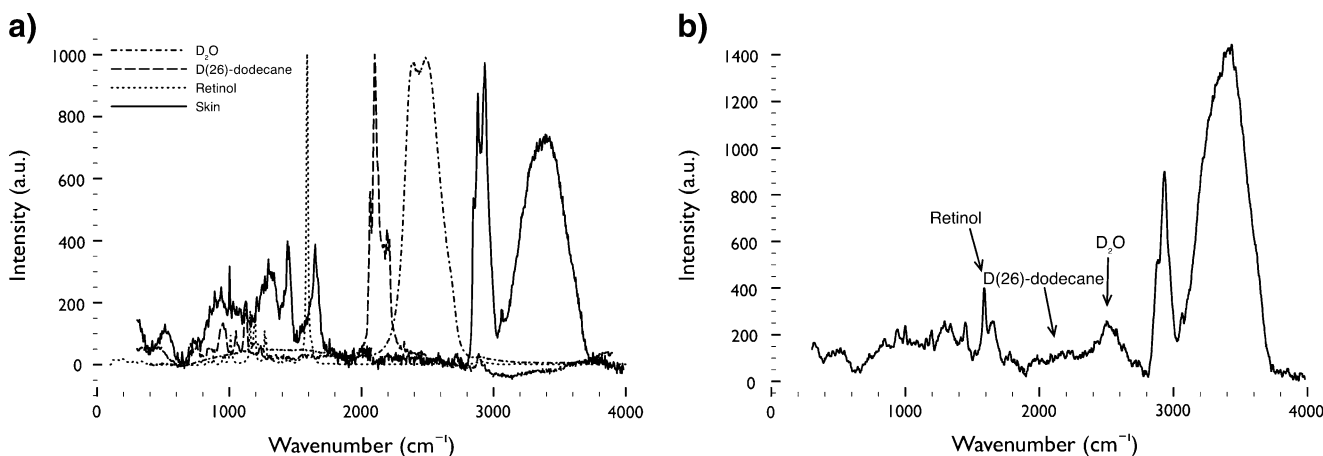 a)
D₂O
D(26)-dodecane
Retinol
Skin
1000
800
600
400
200
0
Intensity (a.u.)
0 1000 2000 3000 4000
Wavenumber (cm⁻¹)
b)
1400
1200
1000
800
600
400
200
0
Intensity (a.u.)
Retinol
D(26)-dodecane
D₂O
0 1000 2000 3000 4000
Wavenumber (cm⁻¹)